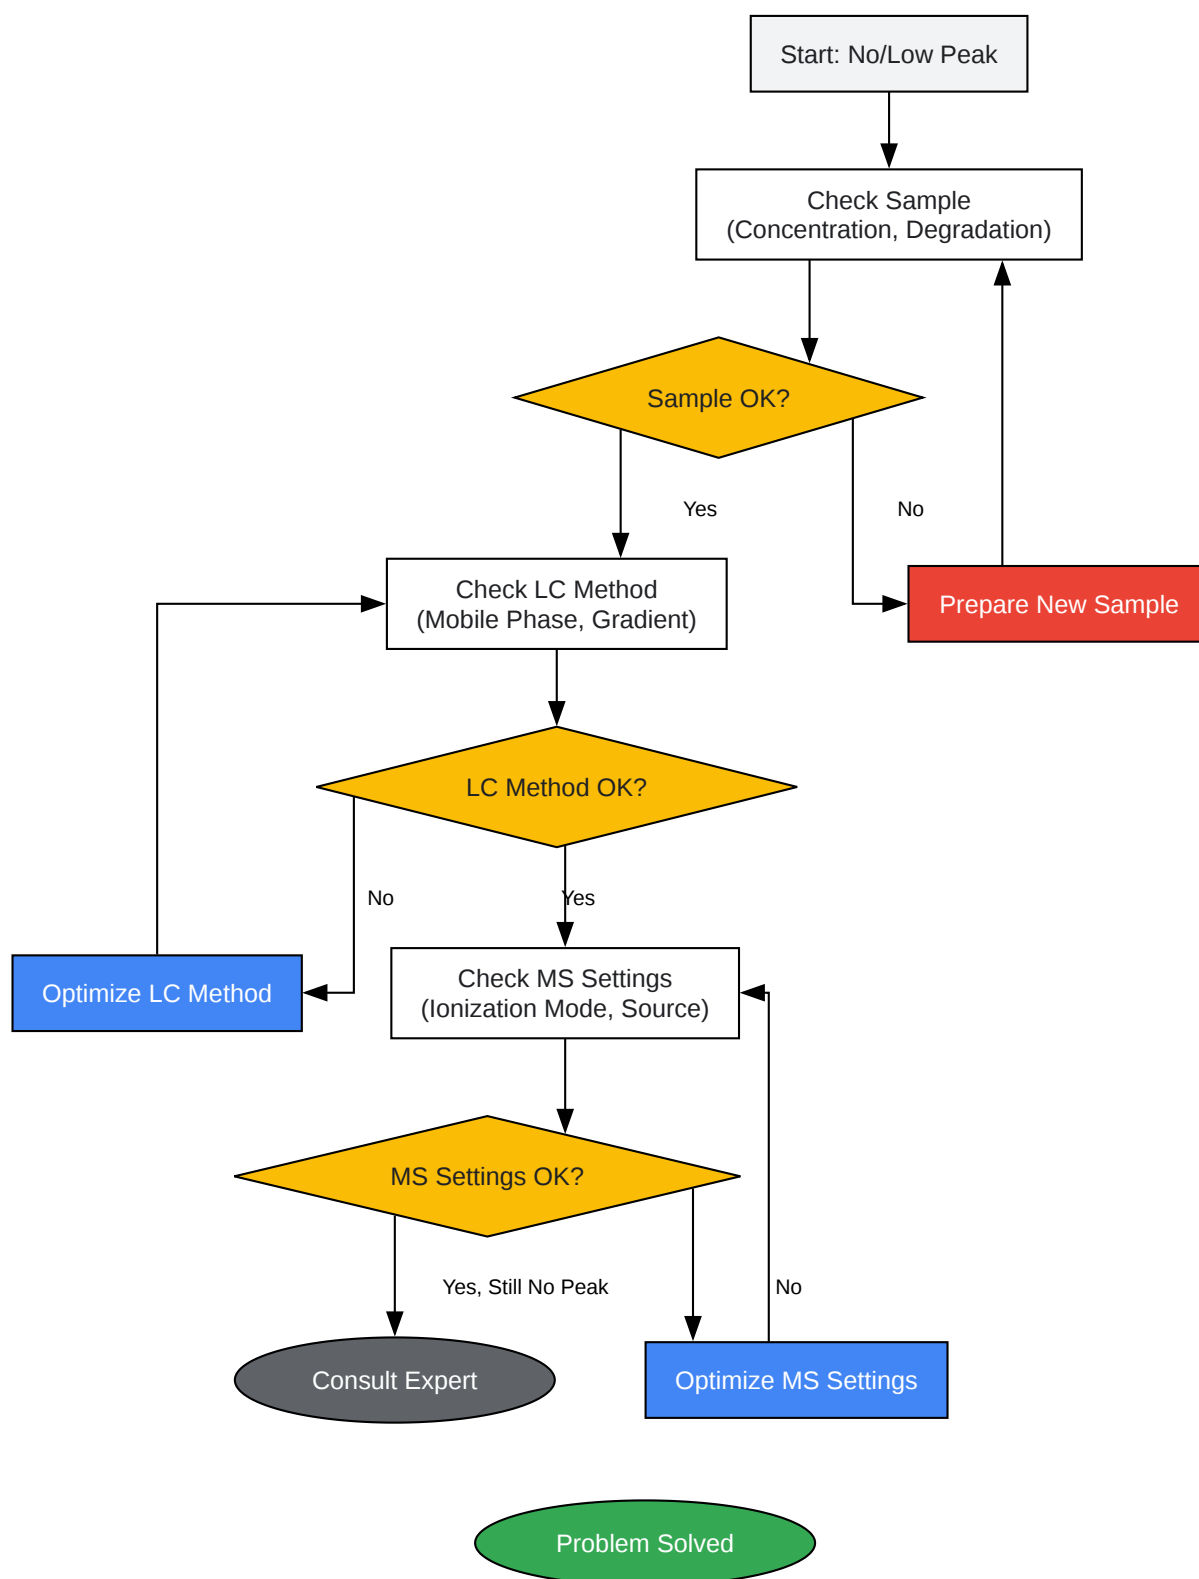 Start: No/Low Peak
Check Sample
(Concentration, Degradation)
Sample OK?
Yes
No
Check LC Method
(Mobile Phase, Gradient)
Prepare New Sample
LC Method OK?
No
Yes
Optimize LC Method
Check MS Settings
(Ionization Mode, Source)
MS Settings OK?
Yes, Still No Peak
No
Consult Expert
Optimize MS Settings
Problem Solved